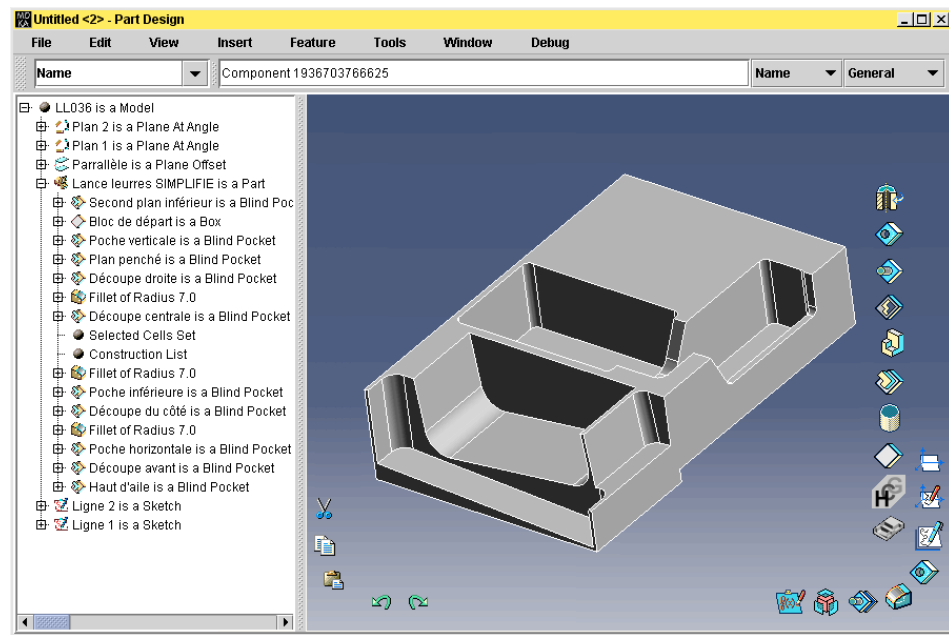 MO
KA
Untitled <2> - Part Design
File Edit View Insert Feature Tools Window Debug
Name Component 1936703766625 Name General
LL036 is a Model
Plan 2 is a Plane At Angle
Plan 1 is a Plane At Angle
Parrallèle is a Plane Offset
Lance leurres SIMPLIFIE is a Part
Second plan inférieur is a Blind Poc
Bloc de départ is a Box
Poche verticale is a Blind Pocket
Plan penché is a Blind Pocket
Découpe droite is a Blind Pocket
Fillet of Radius 7.0
Découpe centrale is a Blind Pocket
Selected Cells Set
Construction List
Fillet of Radius 7.0
Poche inférieure is a Blind Pocket
Découpe du côté is a Blind Pocket
Fillet of Radius 7.0
Poche horizontale is a Blind Pocket
Découpe avant is a Blind Pocket
Haut d'aile is a Blind Pocket
Ligne 2 is a Sketch
Ligne 1 is a Sketch